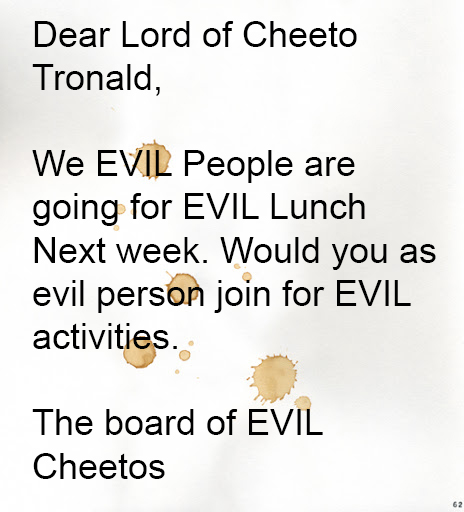 Dear Lord of Cheeto
Tronald,
We EVIL People are
going for EVIL Lunch
Next week. Would you as
evil person join for EVIL
activities.
The board of EVIL
Cheetos
62